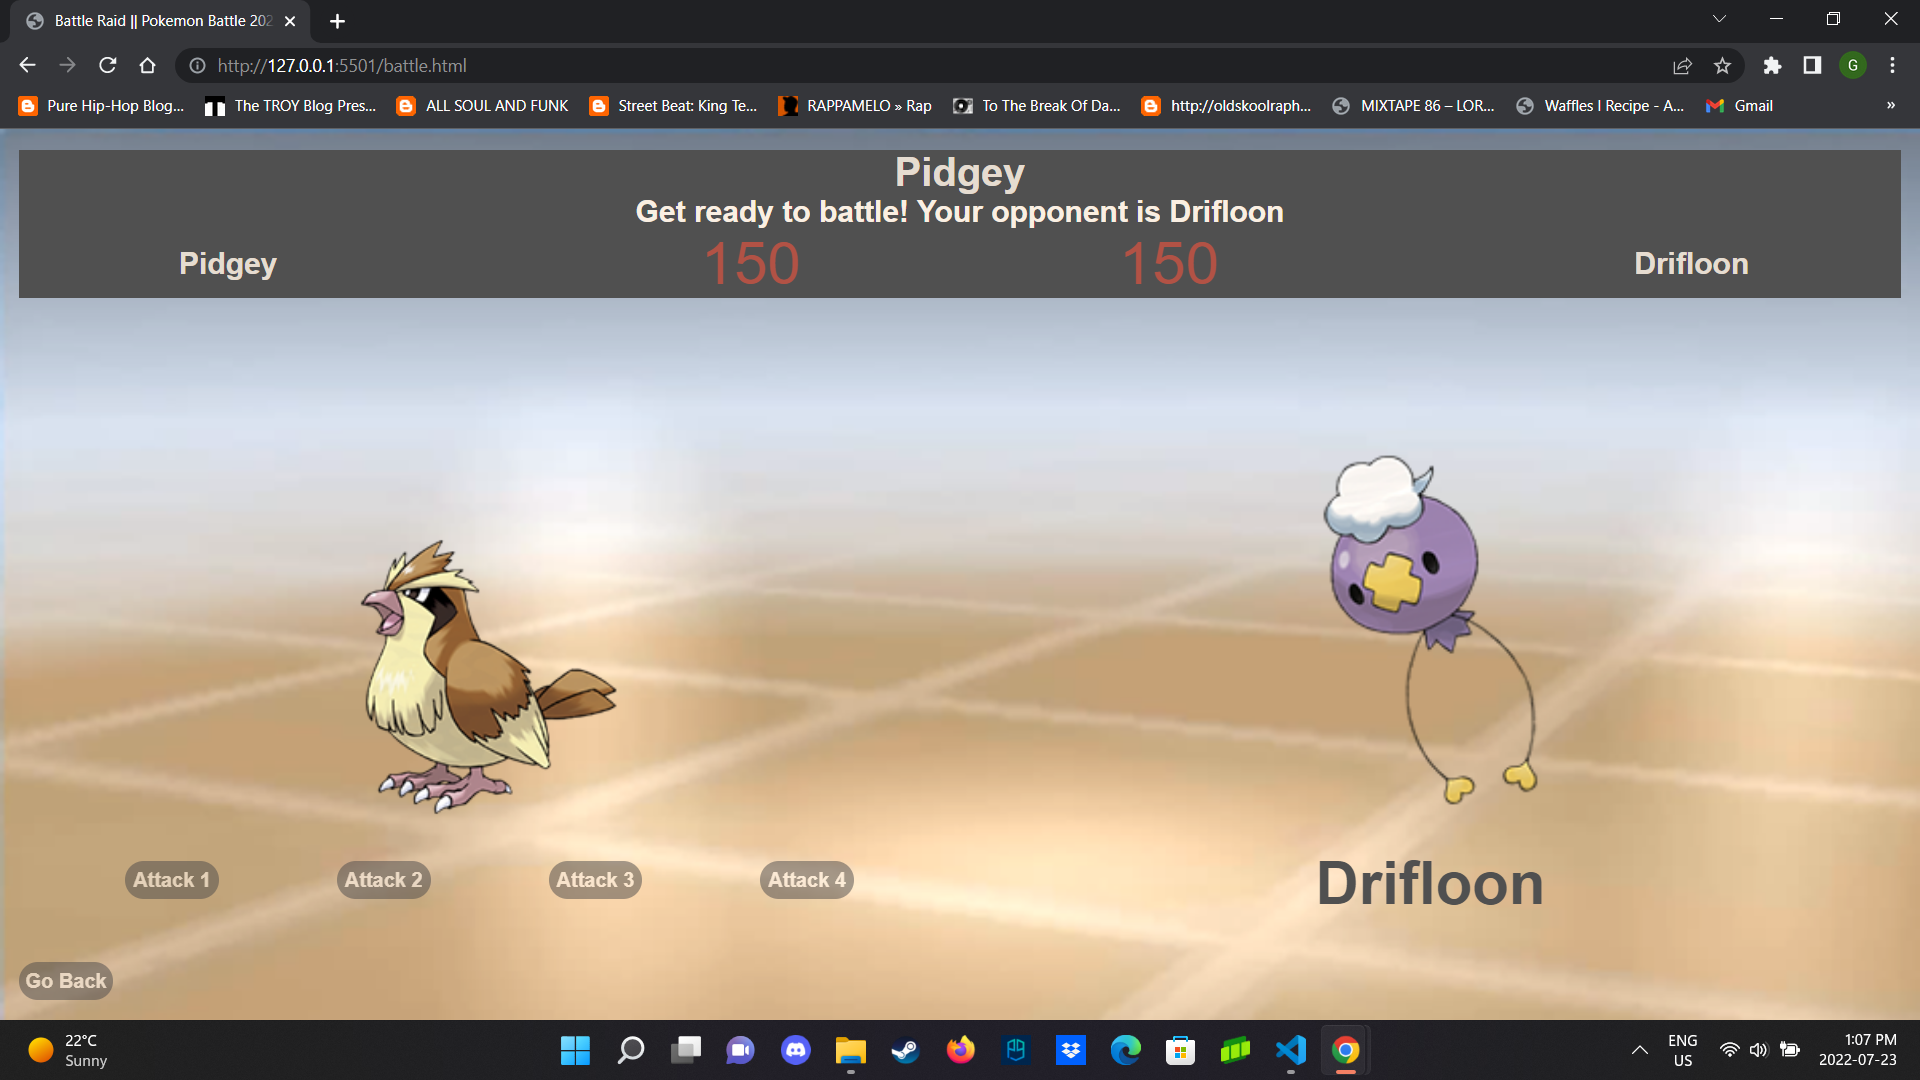 Battle Raid || Pokemon Battle 202
http://127.0.0.1:5501/battle.html
G
Pure Hip-Hop Blog...
The TROY Blog Pres...
ALL SOUL AND FUNK
Street Beat: King Te...
RAPPAMELO » Rap
To The Break Of Da...
http://oldskoolraph...
MIXTAPE 86 – LOR...
Waffles I Recipe - A...
Gmail
»
Pidgey
Get ready to battle! Your opponent is Drifloon
Pidgey
150
150
Drifloon
Attack 1
Attack 2
Attack 3
Attack 4
Drifloon
Go Back
22°C
Sunny
ENG
US
1:07 PM
2022-07-23